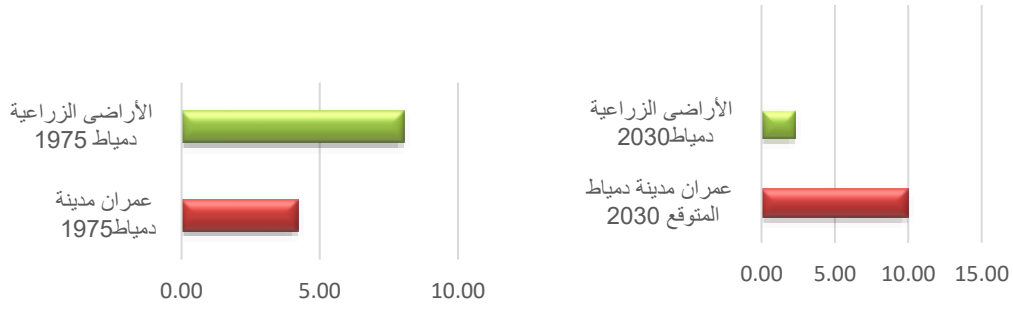 الأراضى الزراعية
دمياط 1975
عمران مدينة
دمياط1975
0.00 5.00 10.00
الأراضى الزراعية
دمياط2030
عمران مدينة دمياط
المتوقع 2030
0.00 5.00 10.00 15.00